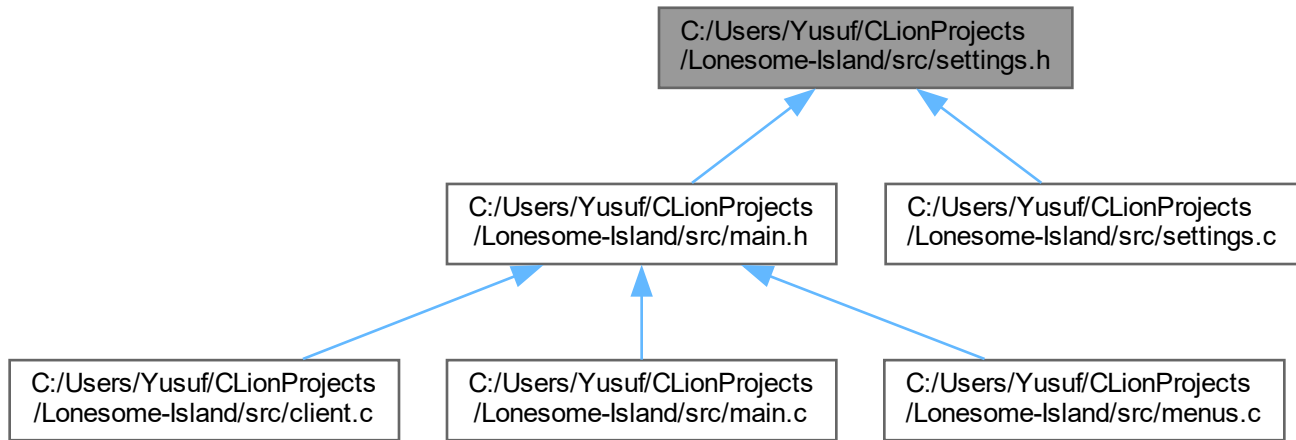 C:/Users/Yusuf/CLionProjects
/Lonesome-Island/src/settings.h
C:/Users/Yusuf/CLionProjects
/Lonesome-Island/src/main.h
C:/Users/Yusuf/CLionProjects
/Lonesome-Island/src/settings.c
C:/Users/Yusuf/CLionProjects
/Lonesome-Island/src/client.c
C:/Users/Yusuf/CLionProjects
/Lonesome-Island/src/main.c
C:/Users/Yusuf/CLionProjects
/Lonesome-Island/src/menus.c